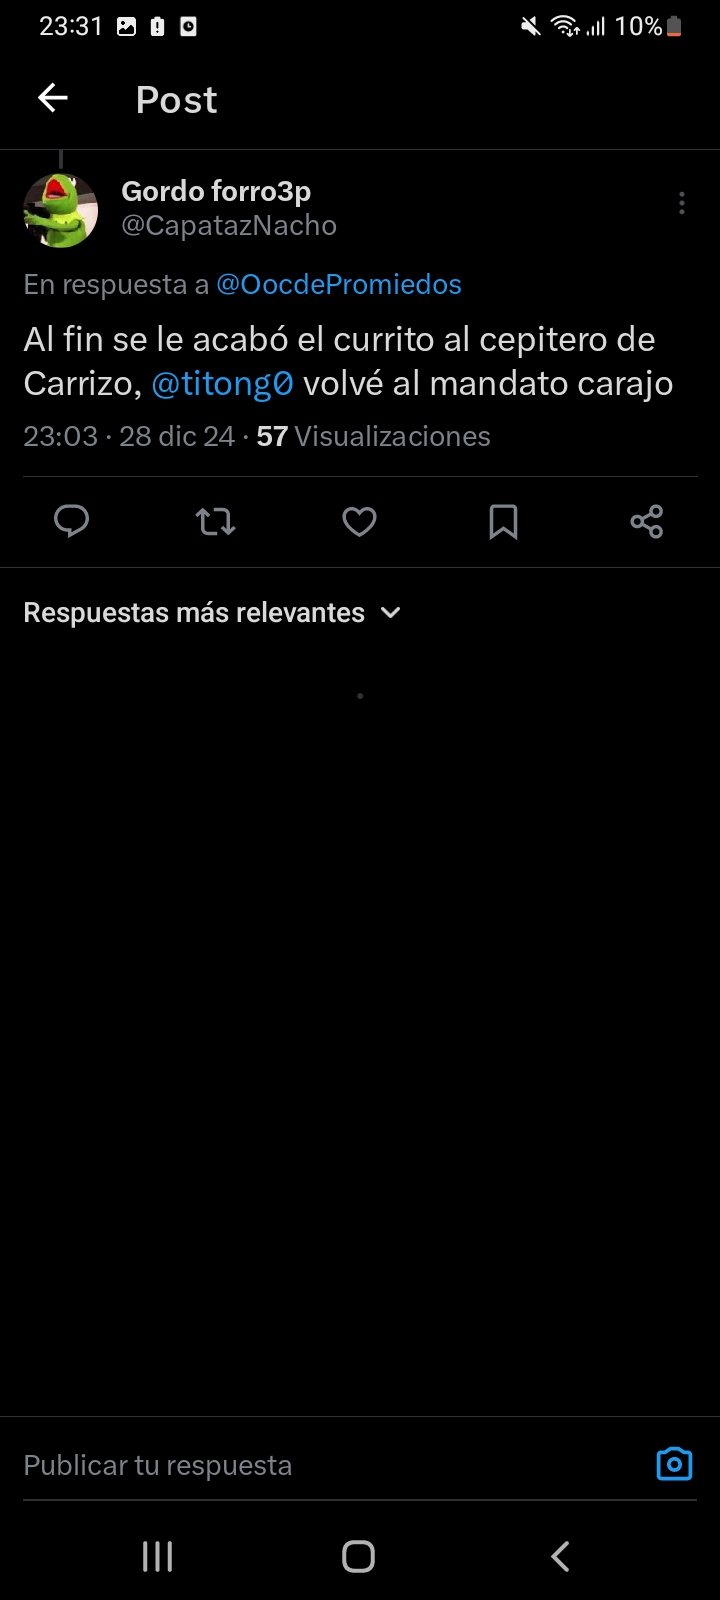 23:31
10%
Post
Gordo forro3p
@CapatazNacho
En respuesta a @OocdePromiedos
Al fin se le acabó el currito al cepitero de
Carrizo, @titong0 volvé al mandato carajo
23:03 · 28 dic 24 · 57 Visualizaciones
Respuestas más relevantes
Publicar tu respuesta